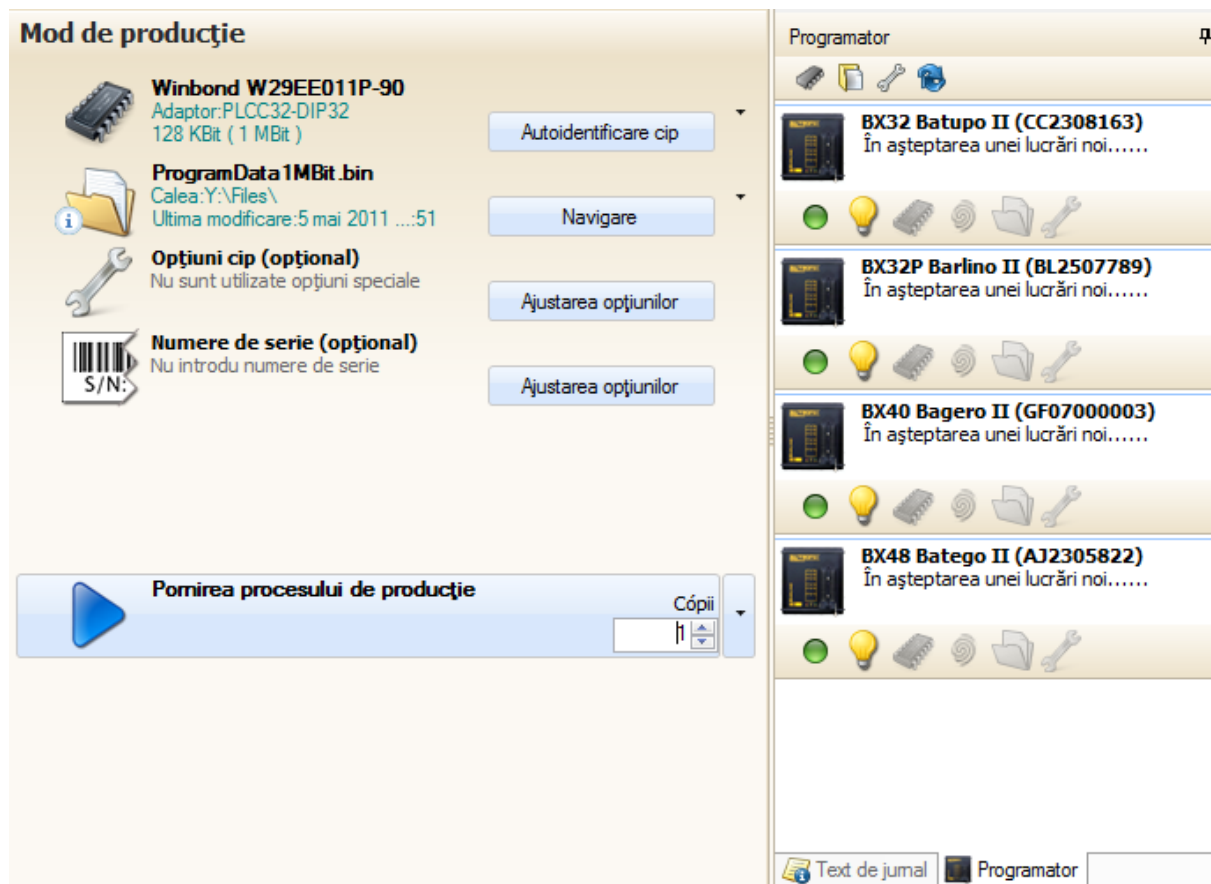 Mod de producţie
Winbond W29EE011P-90
Adaptor:PLCC32-DIP32
128 KBit ( 1 MBit )
Autoidentificare cip
ProgramData1MBit.bin
Calea:Y:\Files\
Ultima modificare:5 mai 2011 ...:51
Navigare
Opţiuni cip (opţional)
Nu sunt utilizate opţiuni speciale
Ajustarea opţiunilor
Numere de serie (opţional)
Nu introdu numere de serie
S/N:
Ajustarea opţiunilor
Pornirea procesului de producţie
Cópii
1
Programator
BX32 Batupo II (CC2308163)
În aşteptarea unei lucrări noi......
BX32P Barlino II (BL2507789)
În aşteptarea unei lucrări noi......
BX40 Bagero II (GF07000003)
În aşteptarea unei lucrări noi......
BX48 Batego II (AJ2305822)
În aşteptarea unei lucrări noi......
Text de jurnal
Programator